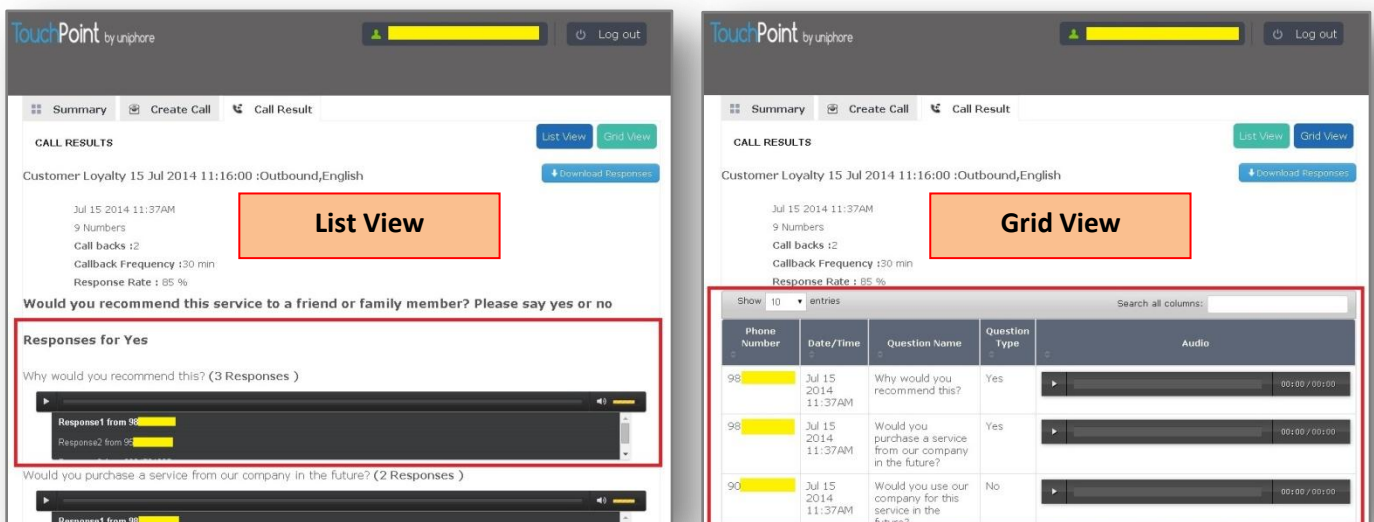 TouchPoint by uniphore
Log out
Summary Create Call Call Result
CALL RESULTS
List View Grid View
Customer Loyalty 15 Jul 2014 11:16:00 :Outbound,English
Download Responses
List View
Jul 15 2014 11:37AM
9 Numbers
Call backs :2
Callback Frequency :30 min
Response Rate : 85 %
Would you recommend this service to a friend or family member? Please say yes or no
Responses for Yes
Why would you recommend this? (3 Responses )
Response1 from 98
Response2 from 95
Would you purchase a service from our company in the future? (2 Responses )
Response1 from 98
TouchPoint by uniphore
Log out
Summary Create Call Call Result
CALL RESULTS
List View Grid View
Customer Loyalty 15 Jul 2014 11:16:00 :Outbound,English
Download Responses
Grid View
Jul 15 2014 11:37AM
9 Numbers
Call backs :2
Callback Frequency :30 min
Response Rate : 85 %
Show 10 entries
Search all columns:
Phone Number Date/Time Question Name Question Type Audio
98
Jul 15
2014
11:37AM
Why would you
recommend this?
Yes
00:00/00:00
98
Jul 15
2014
11:37AM
Would you
purchase a service
from our company
in the future?
Yes
00:00/00:00
90
Jul 15
2014
11:37AM
Would you use our
company for this
service in the
future?
No
00:00/00:00